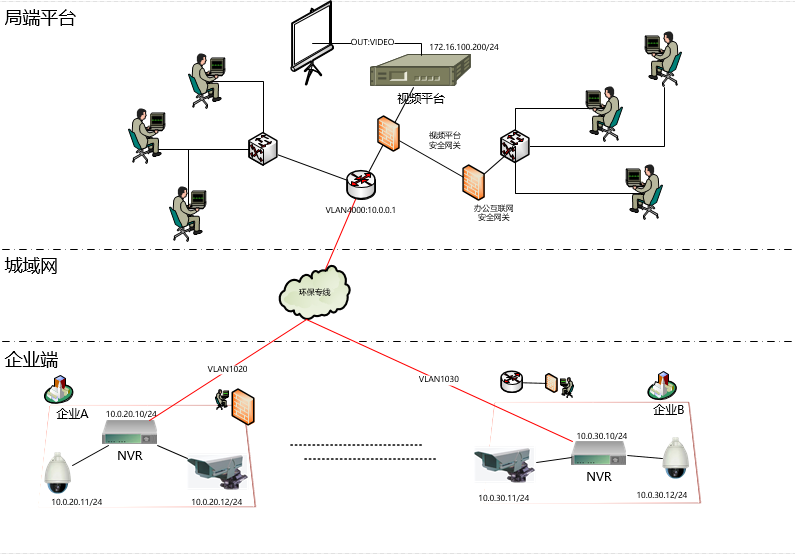 局端平台
OUT:VIDEO
172.16.100.200/24
视频平台
视频平台
安全网关
办公互联网
安全网关
VLAN4000:10.0.0.1
城域网
环保专线
企业端
VLAN1020
VLAN1030
企业A
10.0.20.10/24
NVR
10.0.20.11/24
10.0.20.12/24
企业B
10.0.30.10/24
NVR
10.0.30.11/24
10.0.30.12/24